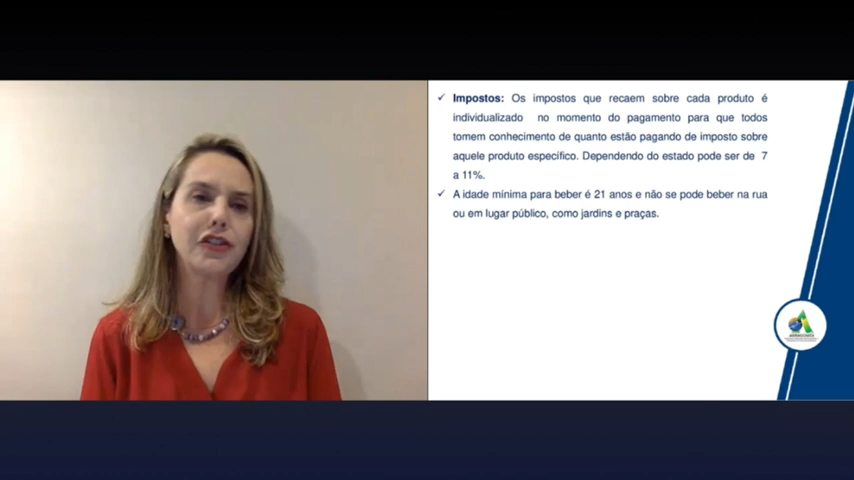 ✓ Impostos: Os impostos que recaem sobre cada produto é
individualizado no momento do pagamento para que todos
tomem conhecimento de quanto estão pagando de imposto sobre
aquele produto específico. Dependendo do estado pode ser de 7
a 11%.
✓ A idade mínima para beber é 21 anos e não se pode beber na rua
ou em lugar público, como jardins e praças.